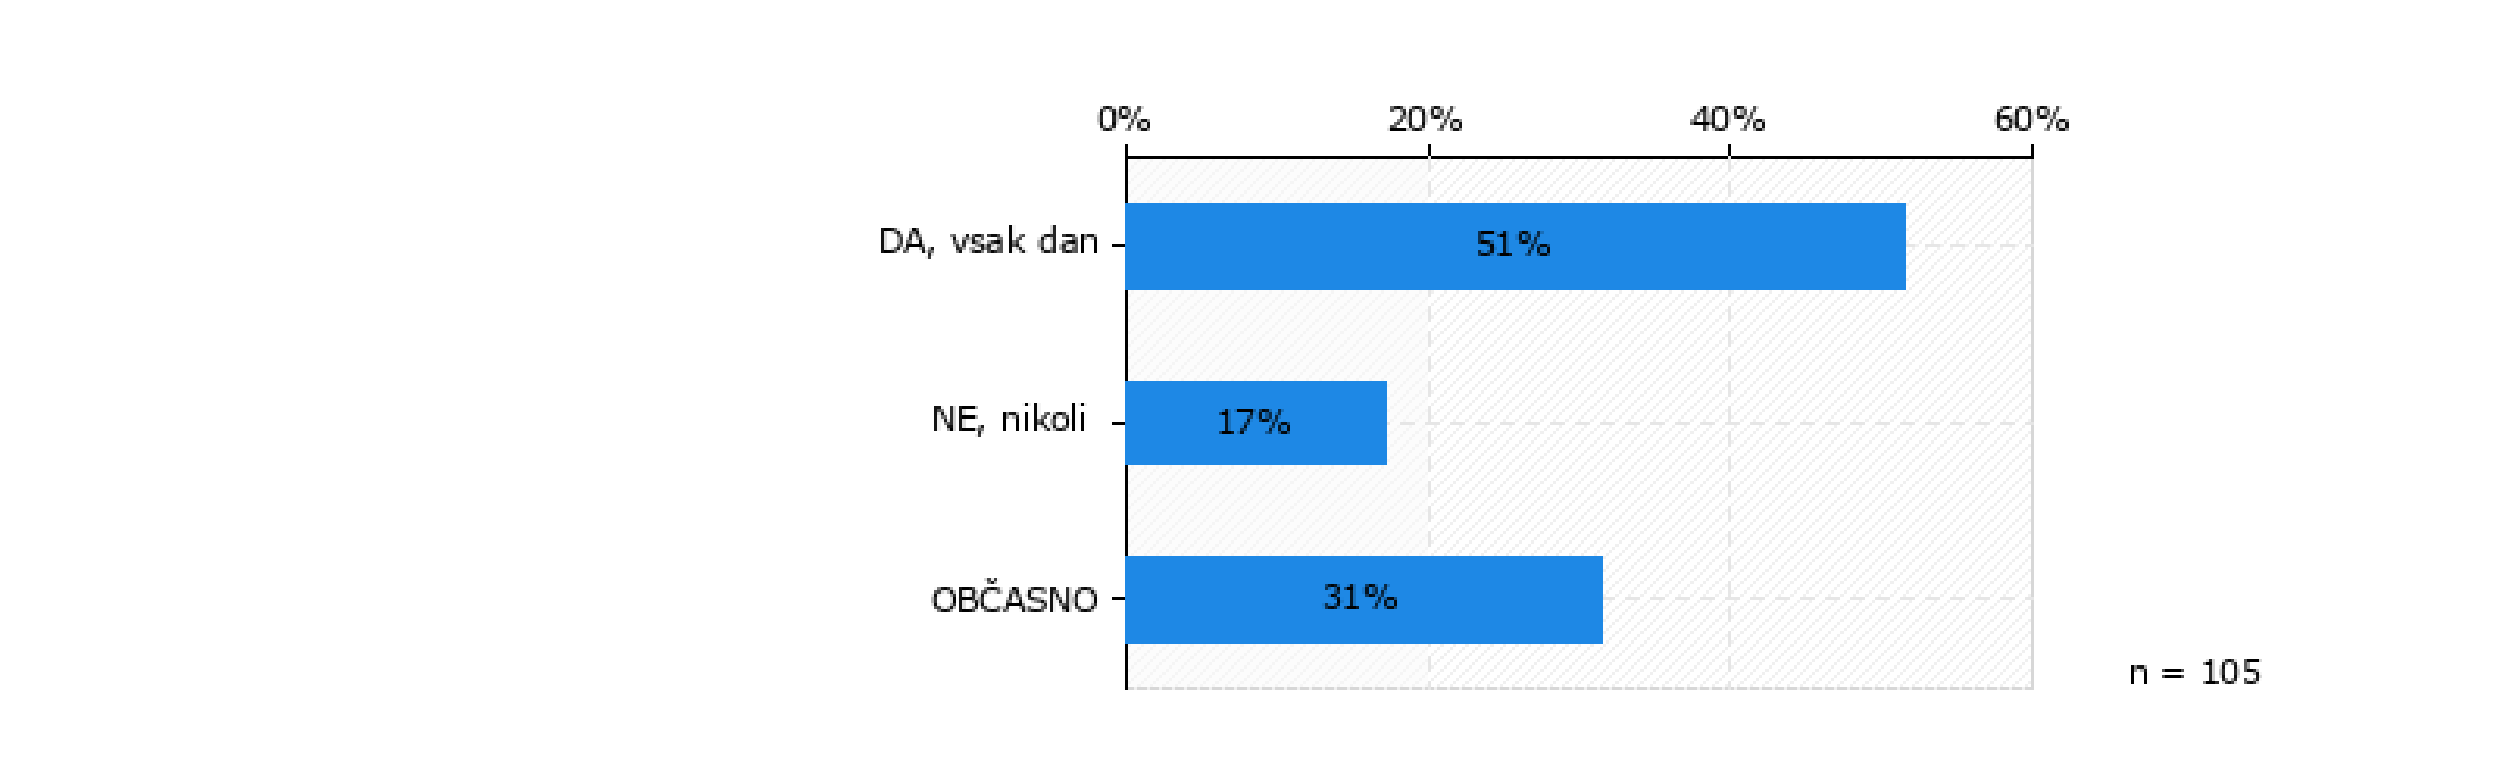 0% 20% 40% 60%
DA, vsak dan 51%
NE, nikoli 17%
OBČASNO 31%
n = 105